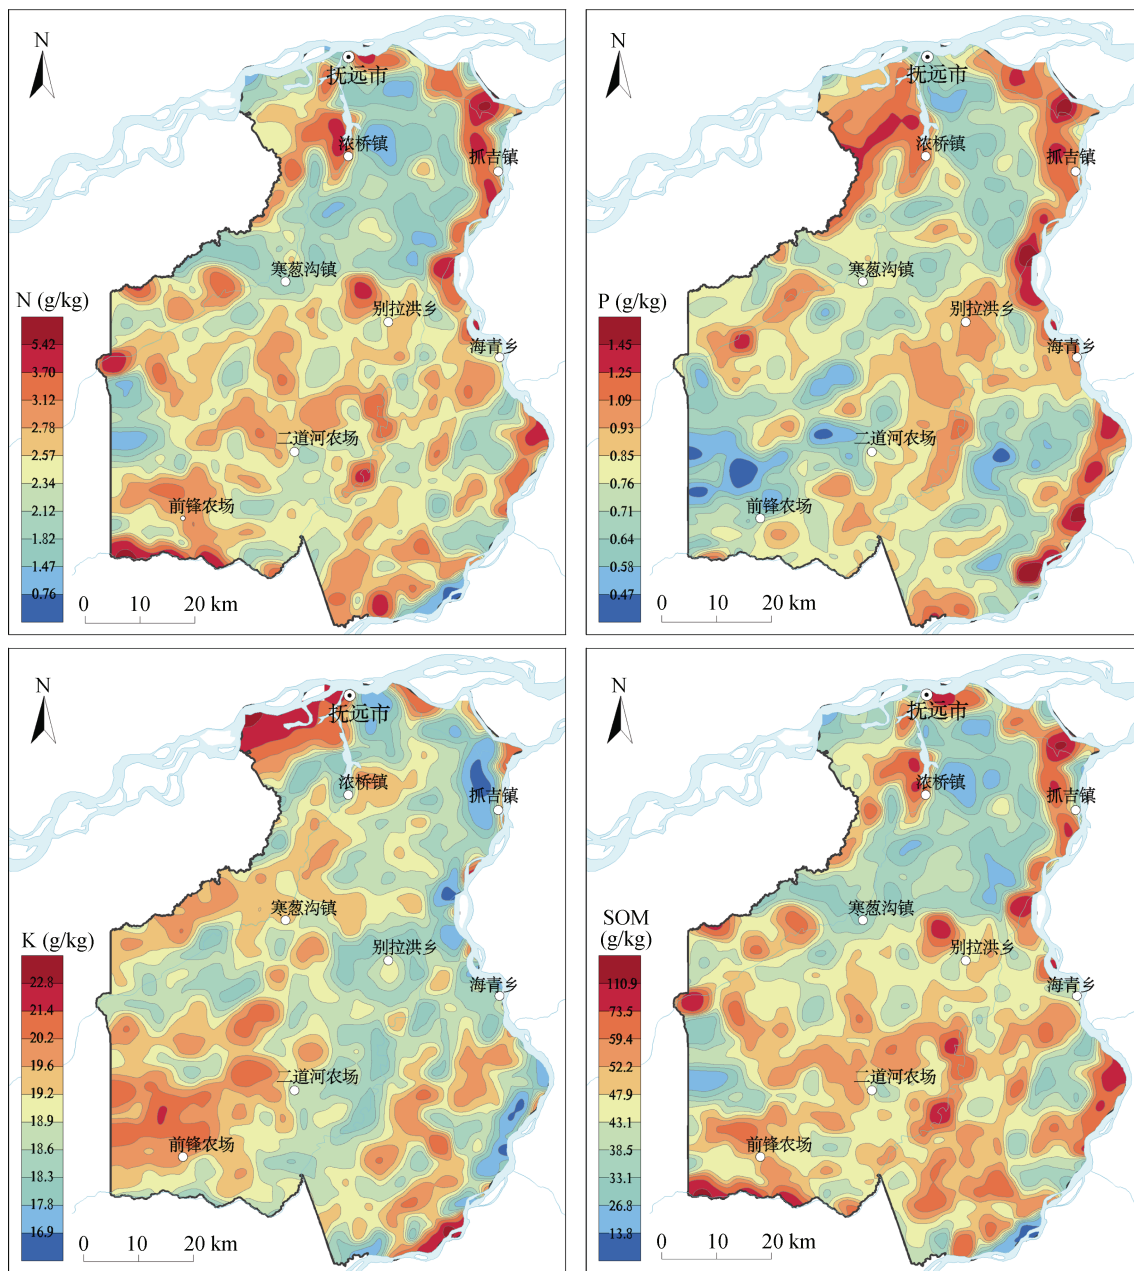 N
抚远市
浓桥镇
抓吉镇
寒葱沟镇
别拉洪乡
海青乡
二道河农场
前锋农场
N (g/kg)
5.42
3.70
3.12
2.78
2.57
2.34
2.12
1.82
1.47
0.76
0 10 20 km
N
抚远市
浓桥镇
抓吉镇
寒葱沟镇
别拉洪乡
海青乡
二道河农场
前锋农场
P (g/kg)
1.45
1.25
1.09
0.93
0.85
0.76
0.71
0.64
0.58
0.47
0 10 20 km
N
抚远市
浓桥镇
抓吉镇
寒葱沟镇
别拉洪乡
海青乡
二道河农场
前锋农场
K (g/kg)
22.8
21.4
20.2
19.6
19.2
18.9
18.6
18.3
17.8
16.9
0 10 20 km
N
抚远市
浓桥镇
抓吉镇
寒葱沟镇
别拉洪乡
海青乡
二道河农场
前锋农场
SOM
(g/kg)
110.9
73.5
59.4
52.2
47.9
43.1
38.5
33.1
26.8
13.8
0 10 20 km